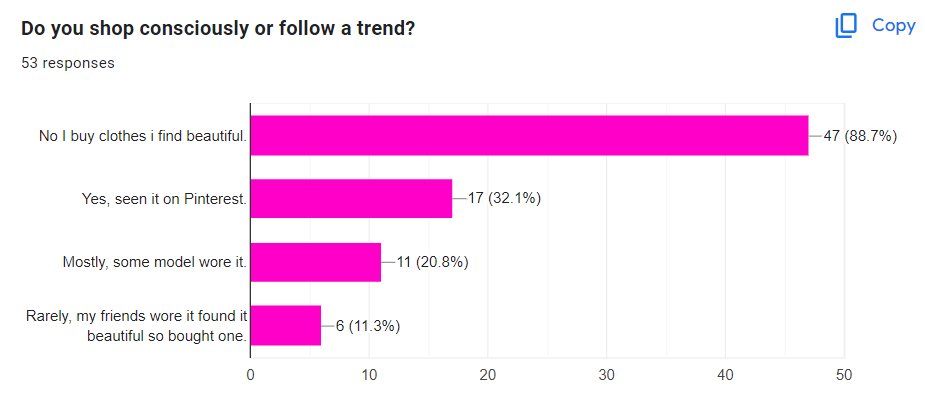 Do you shop consciously or follow a trend?
Copy
53 responses
No I buy clothes i find beautiful.
47 (88.7%)
Yes, seen it on Pinterest.
17 (32.1%)
Mostly, some model wore it.
11 (20.8%)
Rarely, my friends wore it found it
beautiful so bought one.
6 (11.3%)
0 10 20 30 40 50